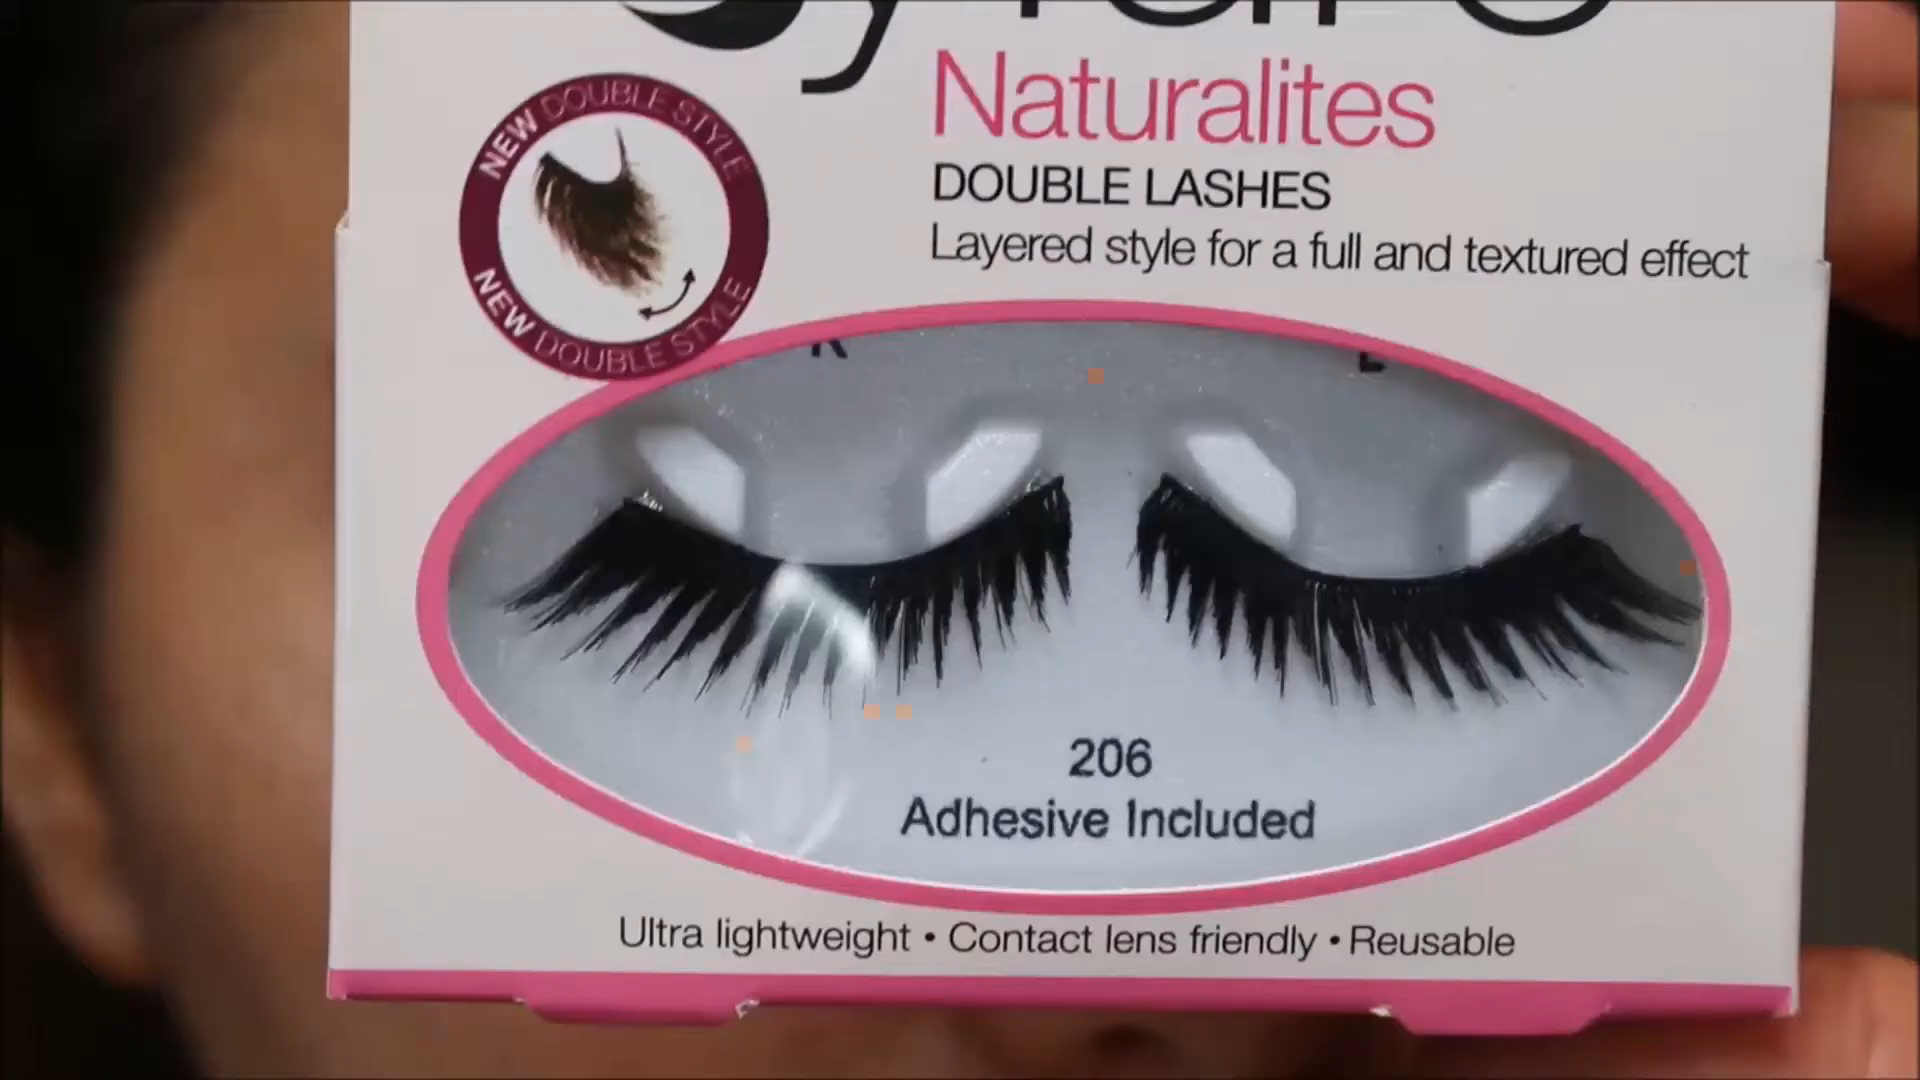 Naturalites
DOUBLE LASHES
Layered style for a full and textured effect
NEW DOUBLE STYLE
NEW DOUBLE STYLE
206
Adhesive Included
Ultra lightweight • Contact lens friendly • Reusable